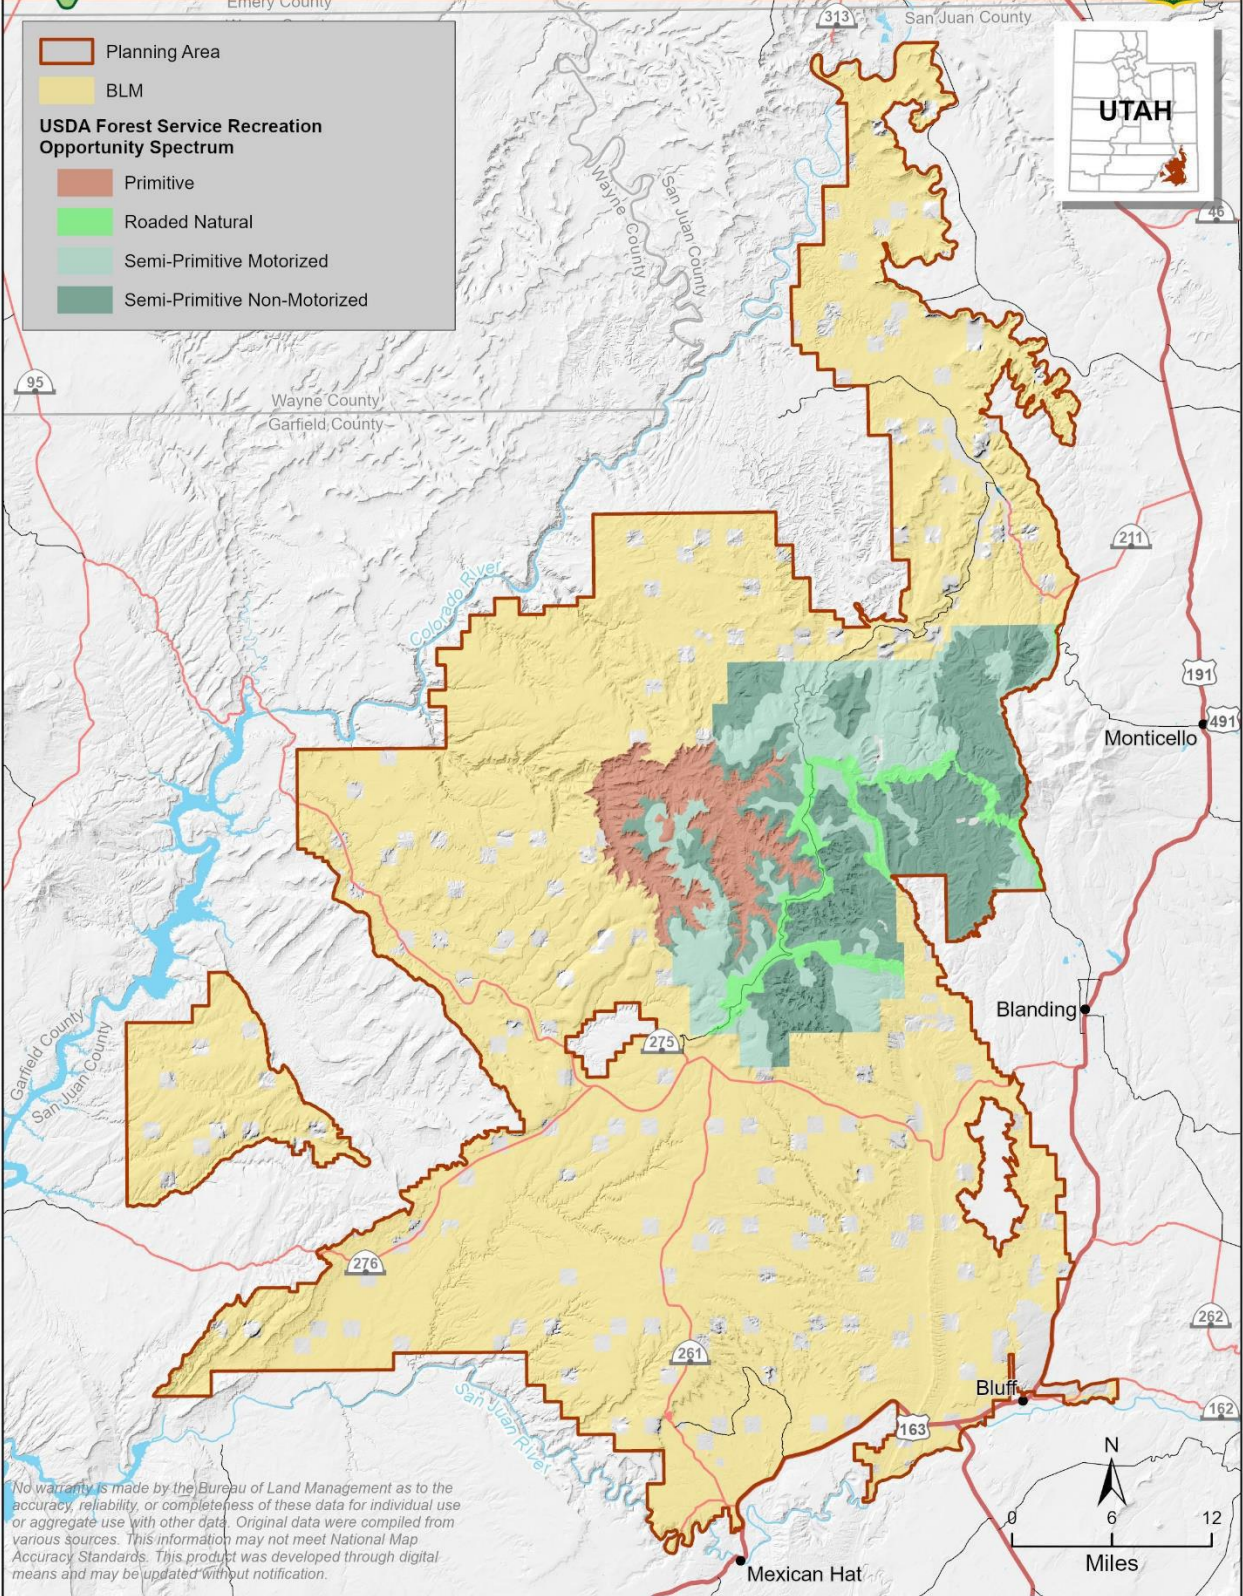 Emery County
313
San Juan County
Planning Area
BLM
USDA Forest Service Recreation
Opportunity Spectrum
Primitive
Roaded Natural
Semi-Primitive Motorized
Semi-Primitive Non-Motorized
UTAH
Wayne County
San Juan County
46
95
Wayne County
Garfield County
211
Colorado River
191
491
Monticello
Blanding
Garfield County
San Juan County
275
276
262
261
Bluff
San Juan River
162
163
N
0 6 12
Miles
No warranty is made by the Bureau of Land Management as to the
accuracy, reliability, or completeness of these data for individual use
or aggregate use with other data. Original data were compiled from
various sources. This information may not meet National Map
Accuracy Standards. This product was developed through digital
means and may be updated without notification.
Mexican Hat